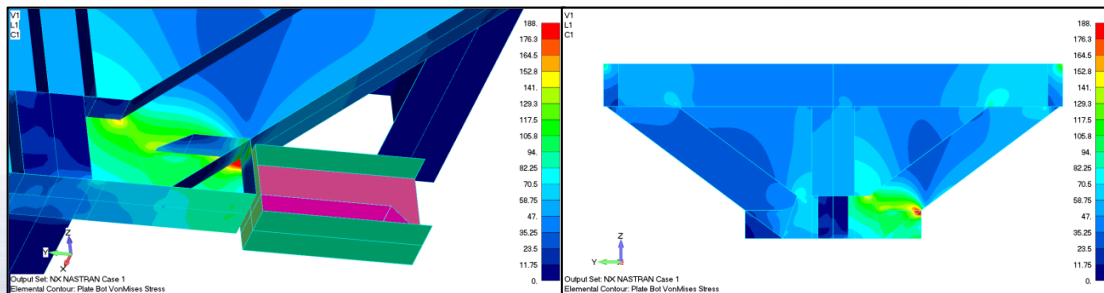 V1
L1
C1
188.
176.3
164.5
152.8
141.
129.3
117.5
105.8
94.
82.25
70.5
58.75
47.
35.25
23.5
11.75
0.
Z
Y
X
Output Set: NX NASTRAN Case 1
Elemental Contour: Plate Bot VonMises Stress
V1
L1
C1
188.
176.3
164.5
152.8
141.
129.3
117.5
105.8
94.
82.25
70.5
58.75
47.
35.25
23.5
11.75
0.
Z
Y
Output Set: NX NASTRAN Case 1
Elemental Contour: Plate Bot VonMises Stress